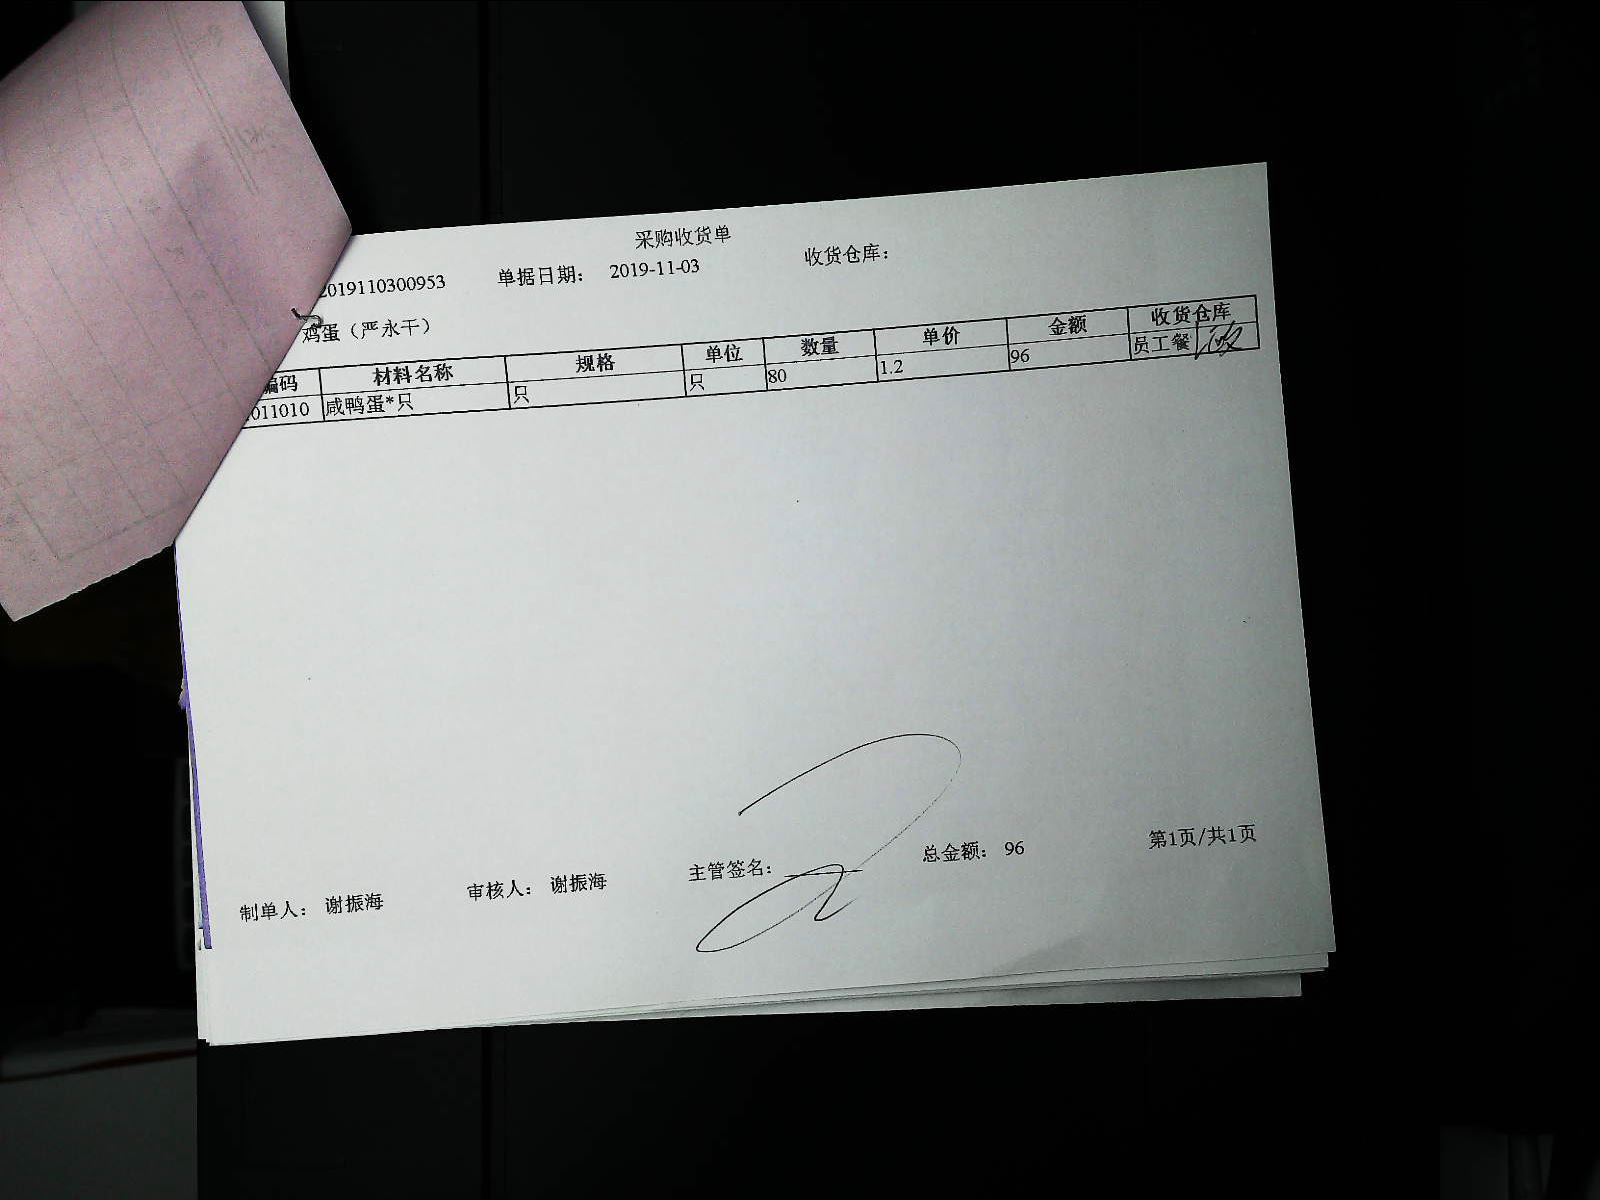 采购收货单
2019110300953 单据日期： 2019-11-03 收货仓库：
鸡蛋（严永干）
编码 材料名称 规格 单位 数量 单价 金额 收货仓库
011010 咸鸭蛋*只 只 只 80 1.2 96 员工餐
制单人： 谢振海 审核人： 谢振海 主管签名： 总金额： 96 第1页/共1页